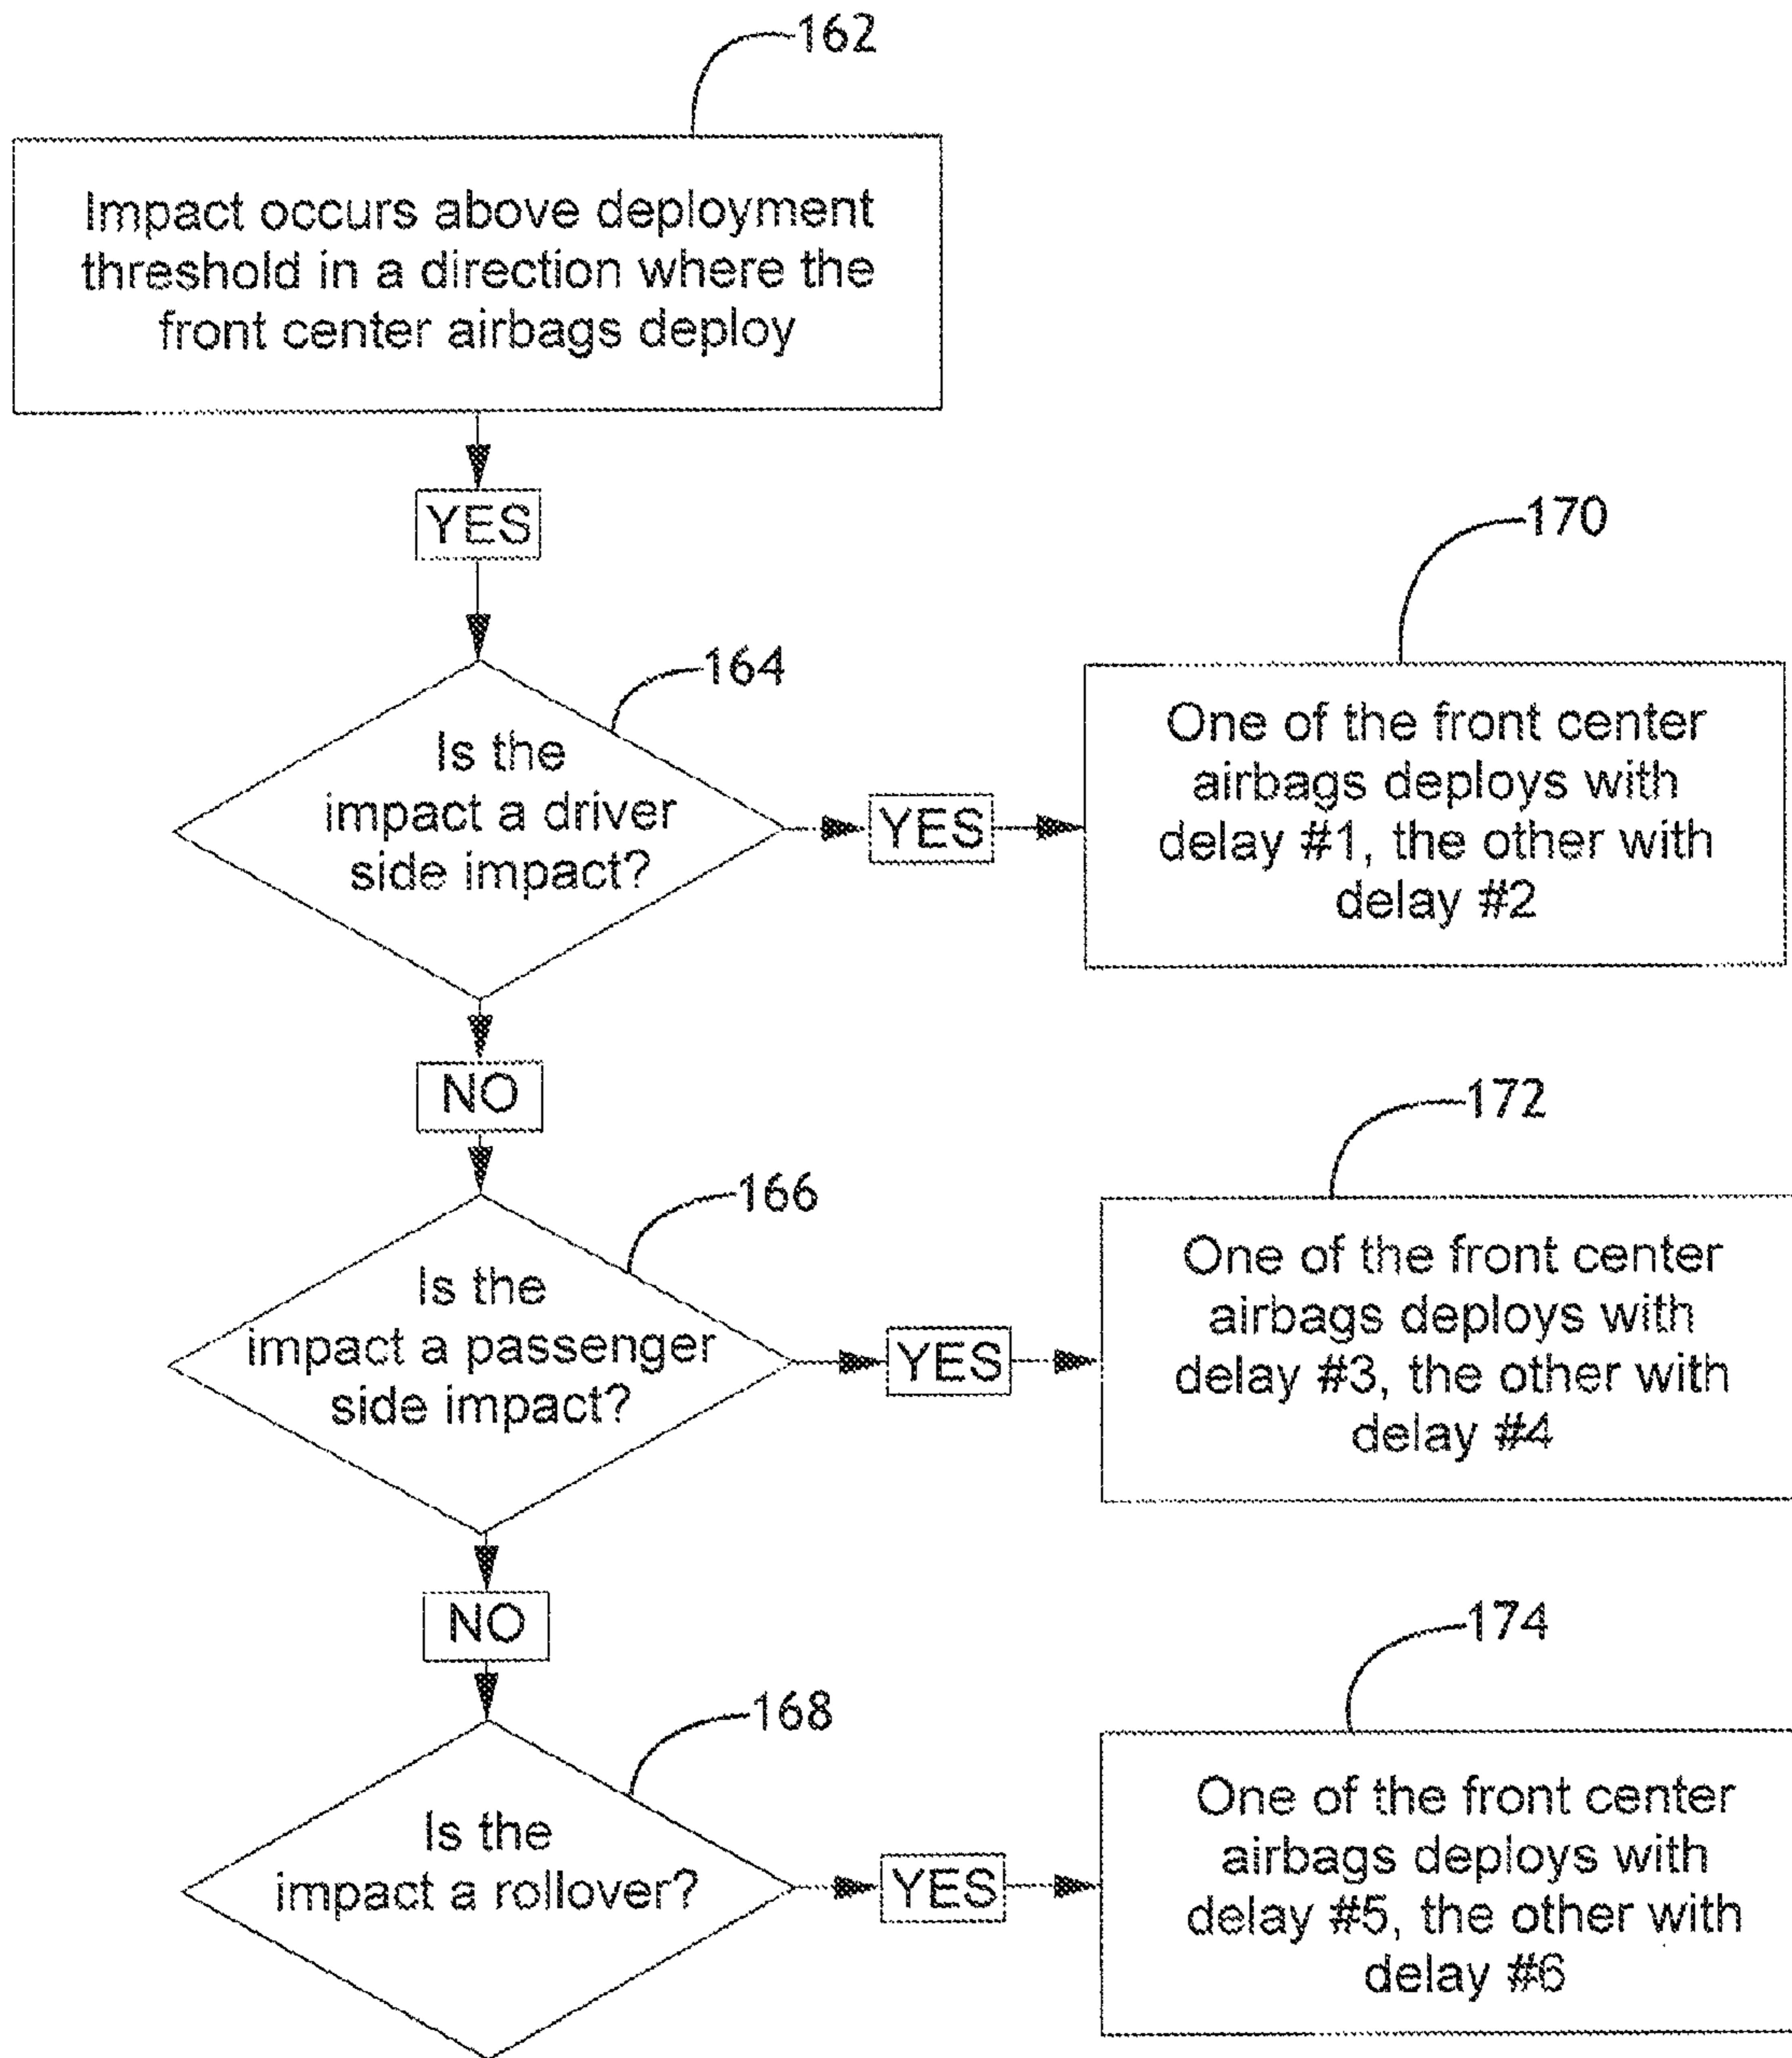 162
Impact occurs above deployment
threshold in a direction where the
front center airbags deploy
YES
164
Is the
impact a driver
side impact?
YES
170
One of the front center
airbags deploys with
delay #1, the other with
delay #2
NO
166
Is the
impact a passenger
side impact?
YES
172
One of the front center
airbags deploys with
delay #3, the other with
delay #4
NO
168
Is the
impact a rollover?
YES
174
One of the front center
airbags deploys with
delay #5, the other with
delay #6